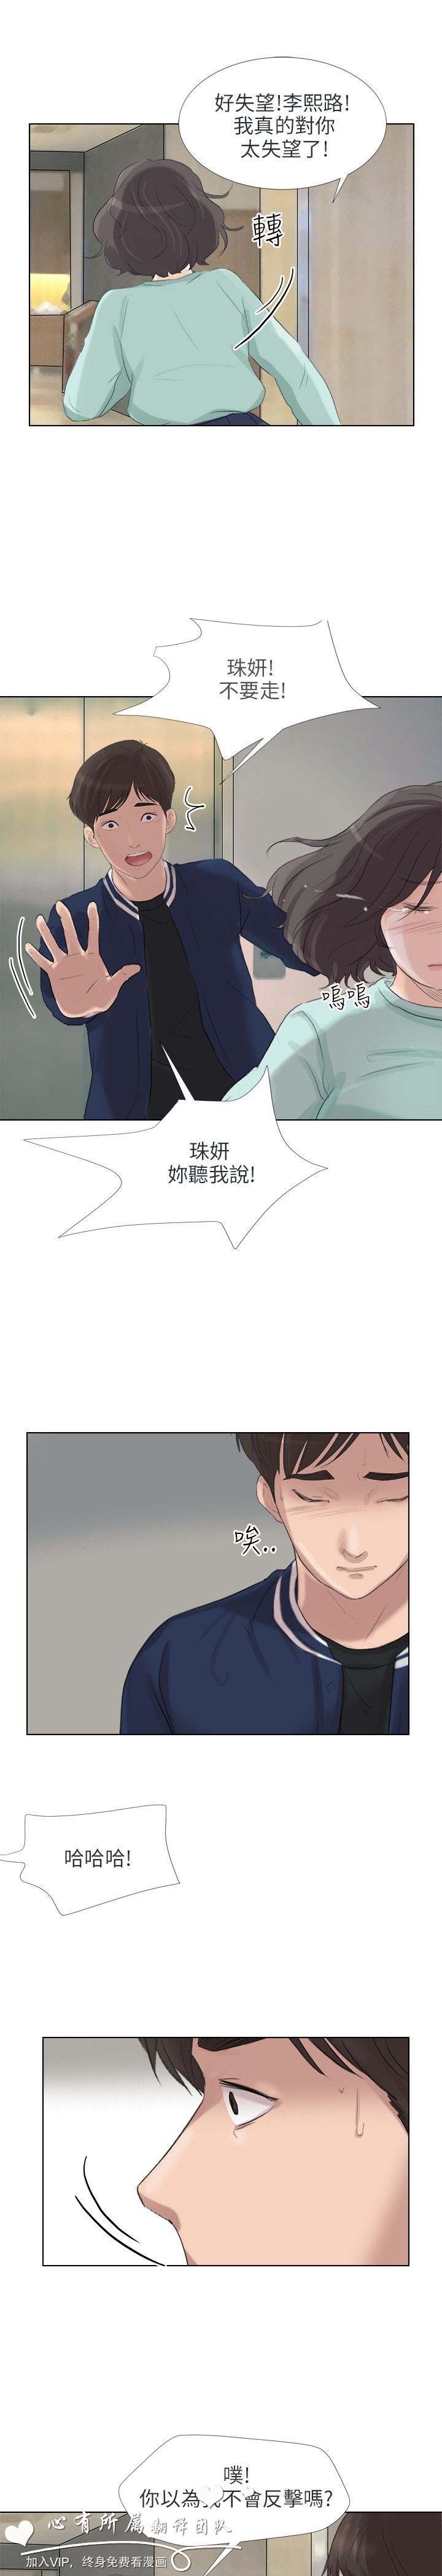 好失望!李熙路!
我真的對你
太失望了!
轉
珠妍!
不要走!
嗚嗚
珠妍
妳聽我說!
唉..
哈哈哈!
噗!
你以為我不會反擊嗎?
心有所属翻译团队
加入VIP，终身免费看漫画